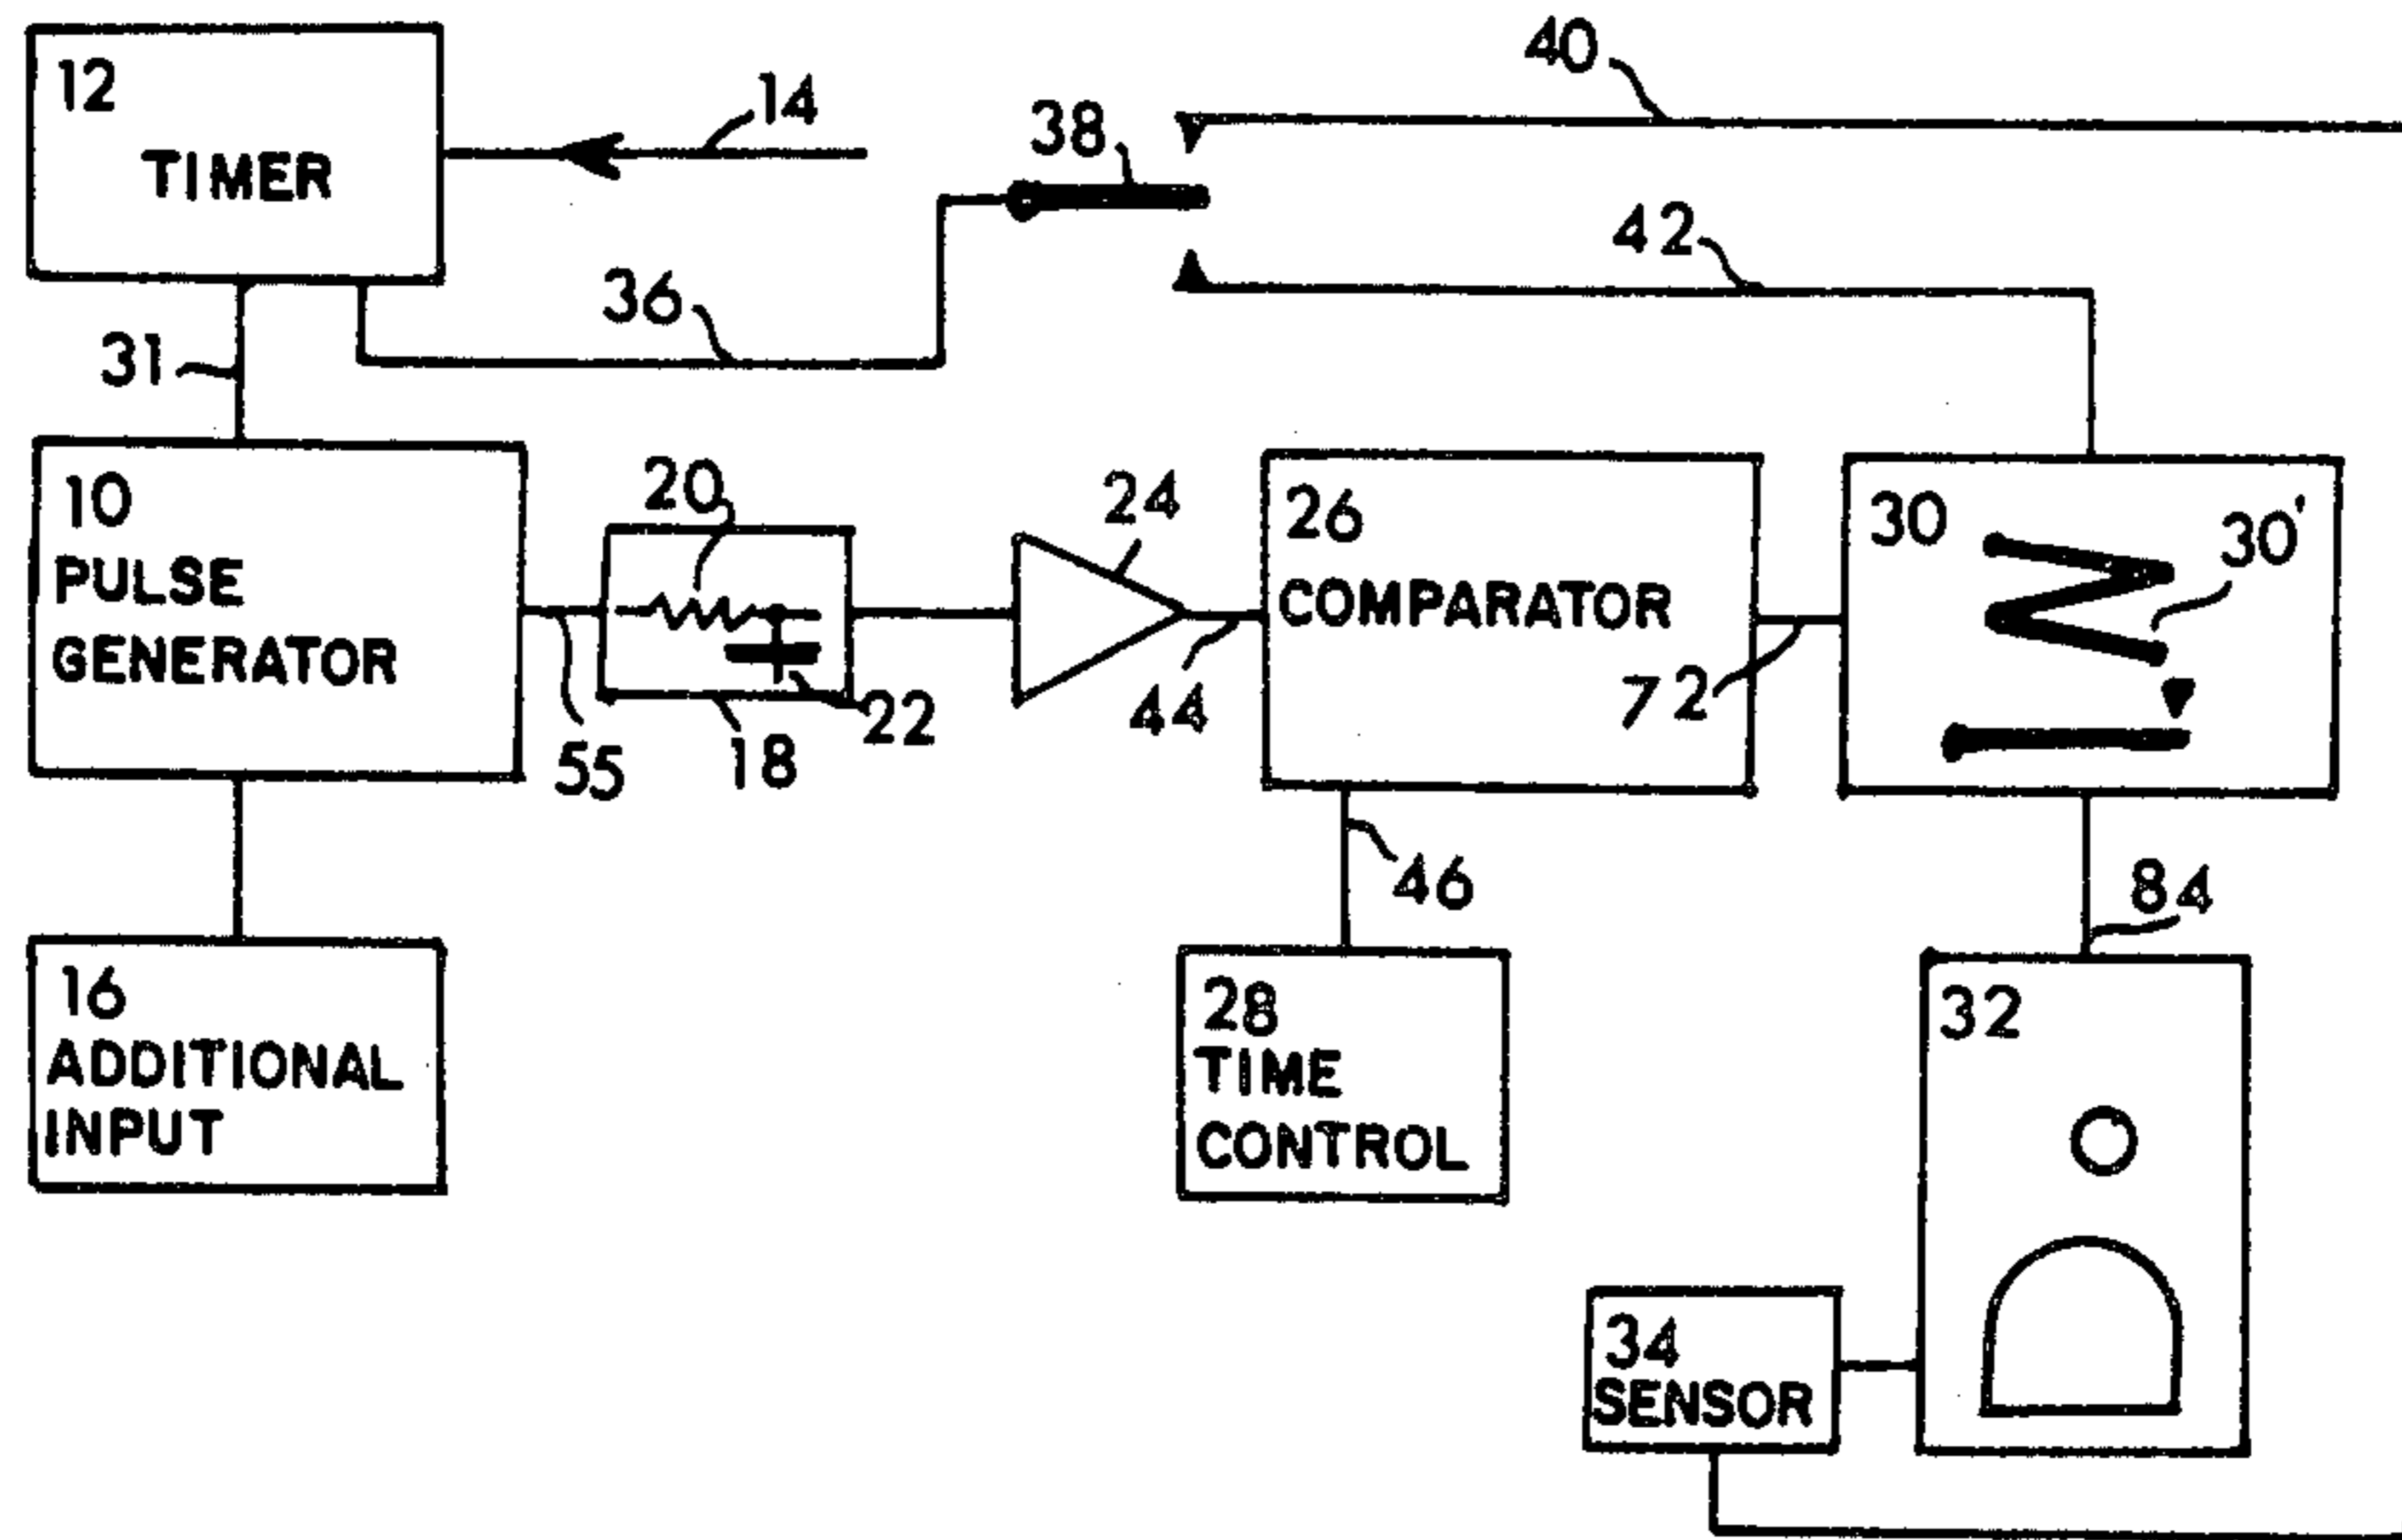 12
TIMER
14
38
40
42
36
31
10
PULSE
GENERATOR
20
55
18
22
24
44
26
COMPARATOR
72
30
30'
46
84
16
ADDITIONAL
INPUT
28
TIME
CONTROL
32
34
SENSOR